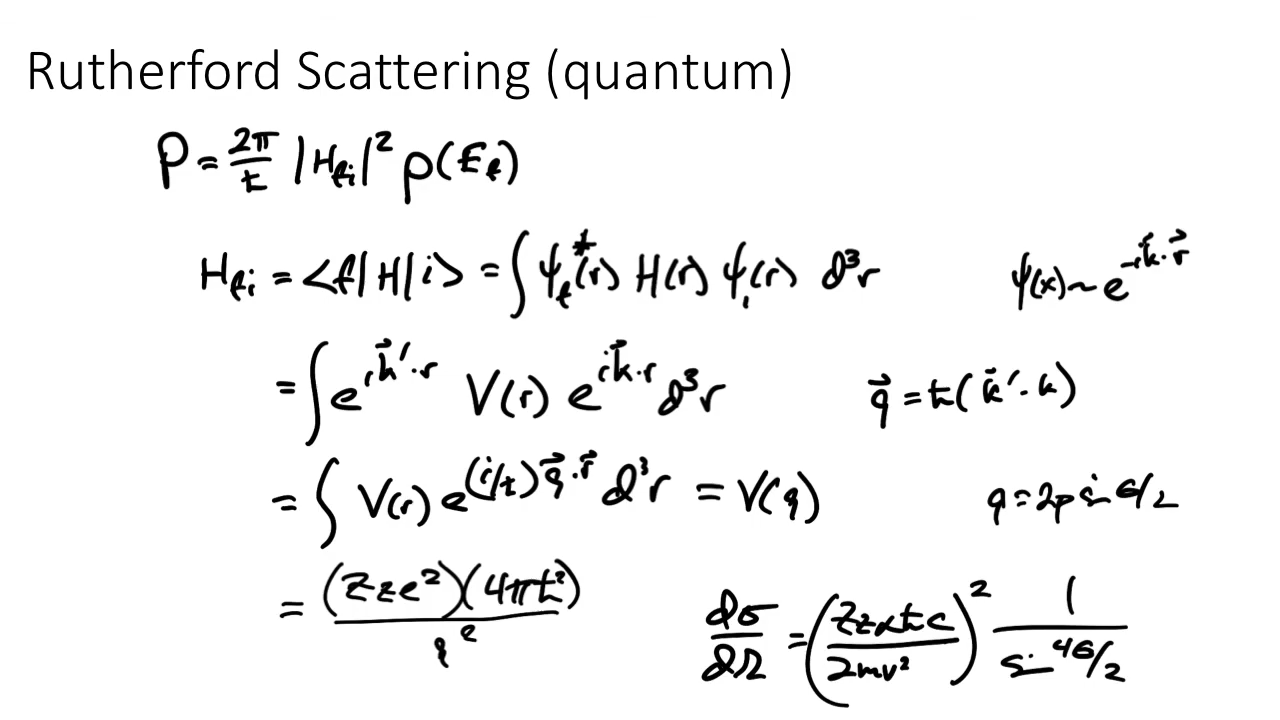 Rutherford Scattering (quantum)
P = 2π/ħ |H_fi|² ρ(E_f)
H_fi = <f|H|i> = ∫ ψ_f*(r) H(r) ψ_i(r) d³r    ψ(x) ~ e^(-ik⃗·r⃗)
= ∫ e^(ik⃗'·r) V(r) e^(ik⃗·r) d³r    q⃗ = ħ(k⃗' - k)
= ∫ V(r) e^((i/ħ)q⃗·r⃗) d³r = V(q)    q = 2p sin θ/2
= (Zze²)(4πħ²) / q²    dσ/dΩ = (Zzαħc / 2mv²)² 1 / sin⁴θ/2